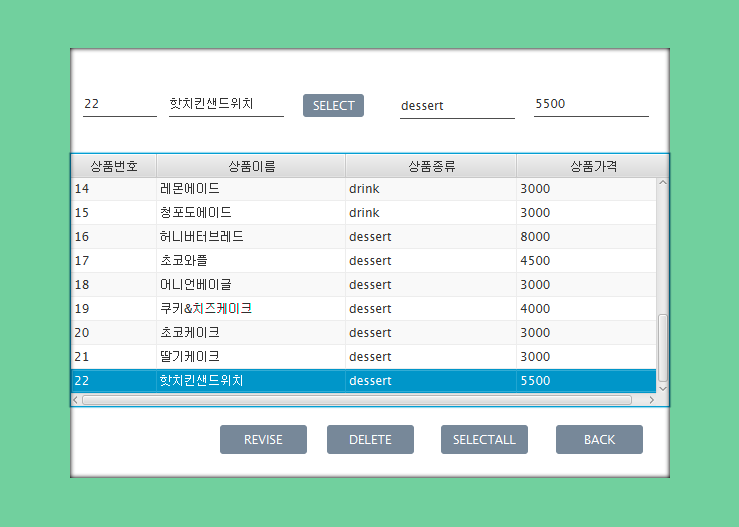 22 핫치킨샌드위치 SELECT dessert 5500
상품번호 상품이름 상품종류 상품가격
14 레몬에이드 drink 3000
15 청포도에이드 drink 3000
16 허니버터브레드 dessert 8000
17 초코와플 dessert 4500
18 어니언베이글 dessert 3000
19 쿠키&치즈케이크 dessert 4000
20 초코케이크 dessert 3000
21 딸기케이크 dessert 3000
22 핫치킨샌드위치 dessert 5500
REVISE DELETE SELECTALL BACK